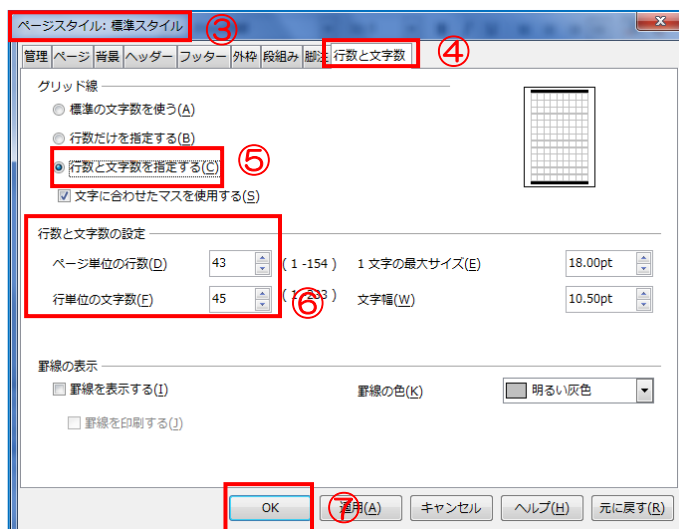 ページスタイル: 標準スタイル ③
管理 ページ 背景 ヘッダー フッター 外枠 段組み 脚注 行数と文字数 ④
グリッド線
標準の文字数を使う(A)
行数だけを指定する(B)
行数と文字数を指定する(C) ⑤
文字に合わせたマスを使用する(S)
行数と文字数の設定
ページ単位の行数(D) 43 ( 1 -154 ) 1 文字の最大サイズ(E) 18.00pt
行単位の文字数(F) 45 ( 1 -233 ) 文字幅(W) 10.50pt
⑥
罫線の表示
罫線を表示する(I) 罫線の色(K) 明るい灰色
罫線を印刷する(J)
OK ⑦ 適用(A) キャンセル ヘルプ(H) 元に戻す(R)